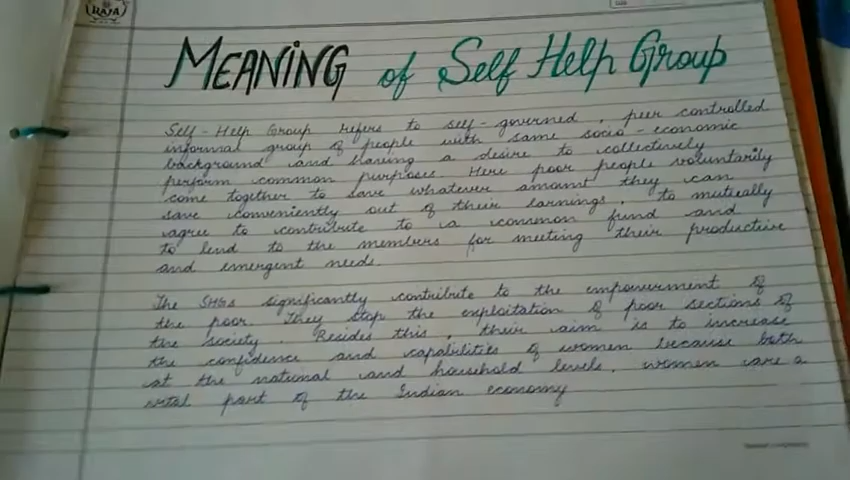 RAJA
MEANING of Self Help Group
Self-Help Group refers to self-governed, peer controlled
informal group of people with same socio-economic
background and having a desire to collectively
perform common purposes. Here poor people voluntarily
come together to save whatever amount they can
save conveniently out of their earnings, to mutually
agree to contribute to a common fund and
to lend to the members for meeting their productive
and emergent needs.
The SHGs significantly contribute to the empowerment of
the poor. They stop the exploitation of poor sections of
the society. Besides this, their aim is to increase
the confidence and capabilities of women because both
at the national and household levels, women are a
vital part of the Indian economy